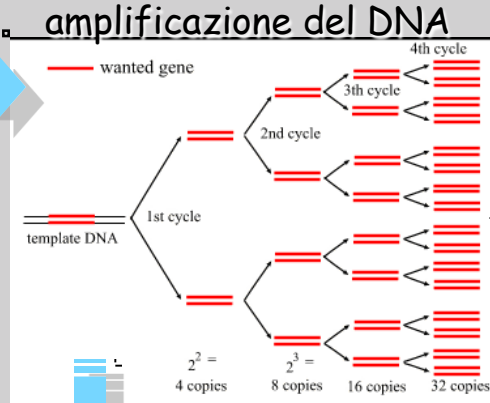 amplificazione del DNA
4th cycle
wanted gene
3th cycle
2nd cycle
1st cycle
template DNA
2² =
4 copies
2³ =
8 copies
16 copies
32 copies